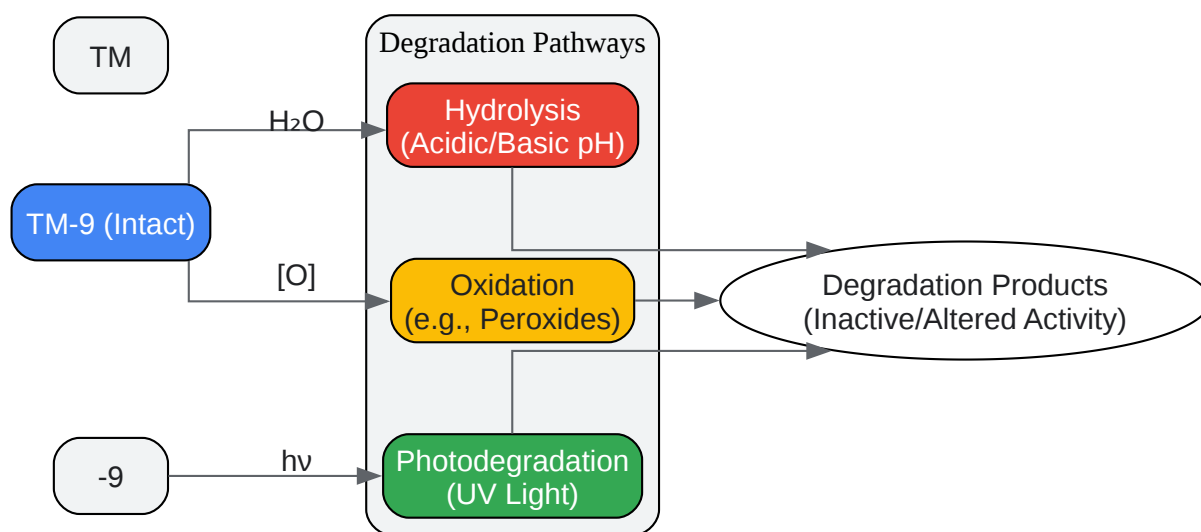 TM
Degradation Pathways
H₂O
Hydrolysis
(Acidic/Basic pH)
TM-9 (Intact)
[O]
Oxidation
(e.g., Peroxides)
Degradation Products
(Inactive/Altered Activity)
-9
hν
Photodegradation
(UV Light)